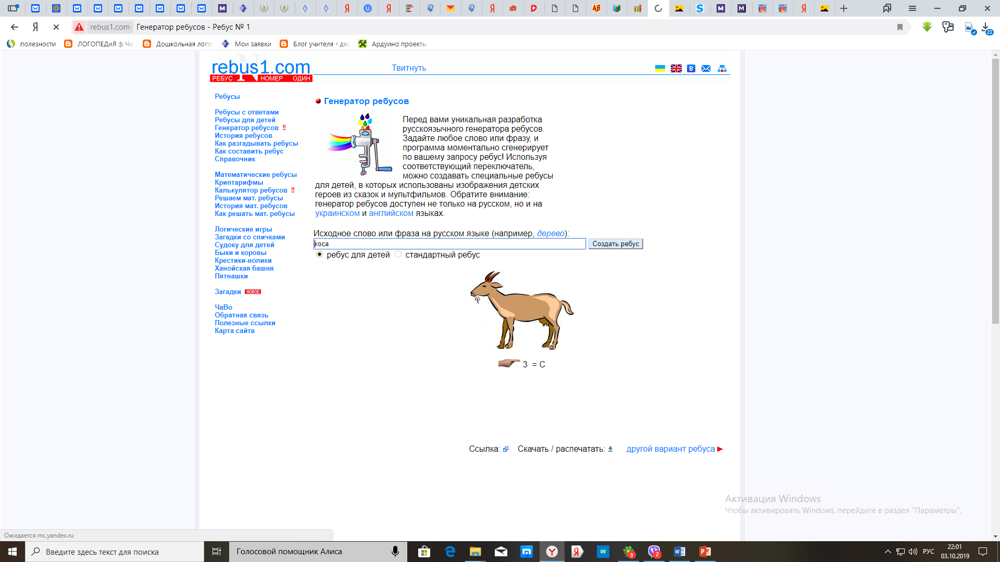 rebus1.com Генератор ребусов - Ребус № 1
23
полезности ЛОГОПЕДиЯ :): Чи Дошкольная лого Мои заявки Блог учителя - де Ардуино проекты
rebus1.com
РЕБУС N НОМЕР ОДИН
Твитнуть
Ребусы
Ребусы с ответами
Ребусы для детей
Генератор ребусов !!
История ребусов
Как разгадывать ребусы
Как составить ребус
Справочник
Математические ребусы
Криптарифмы
Калькулятор ребусов !!
Решаем мат. ребусы
История мат. ребусов
Как решать мат. ребусы
Логические игры
Загадки со спичками
Судоку для детей
Быки и коровы
Крестики-нолики
Ханойская башня
Пятнашки
Загадки НОВОЕ
ЧаВо
Обратная связь
Полезные ссылки
Карта сайта
Генератор ребусов
Перед вами уникальная разработка
русскоязычного генератора ребусов.
Задайте любое слово или фразу, и
программа моментально сгенерирует
по вашему запросу ребус! Используя
соответствующий переключатель,
можно создавать специальные ребусы
для детей, в которых использованы изображения детских
героев из сказок и мультфильмов. Обратите внимание:
генератор ребусов доступен не только на русском, но и на
украинском и английском языках.
Исходное слово или фраза на русском языке (например, дерево):
коса Создать ребус
ребус для детей стандартный ребус
3 = С
Ссылка: Скачать / распечатать: другой вариант ребуса
Активация Windows
Чтобы активировать Windows, перейдите в раздел "Параметры".
Ожидается mc.yandex.ru
Введите здесь текст для поиска Голосовой помощник Алиса 9 2 РУС 22:01
03.10.2019